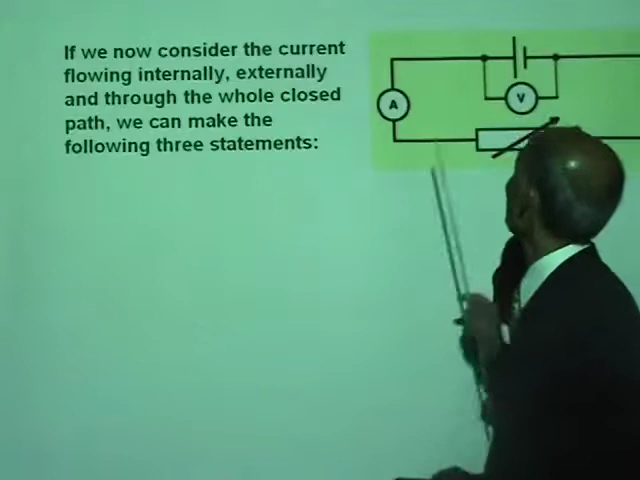 If we now consider the current
flowing internally, externally
and through the whole closed
path, we can make the
following three statements:
A
V